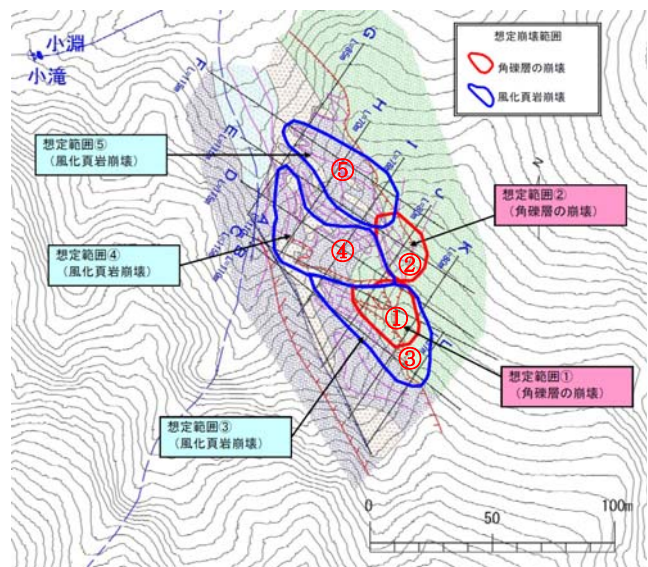 小淵
小滝
想定崩壊範囲
角礫層の崩壊
風化頁岩崩壊
G
L=85m
F
L=115m
H
L=70m
E
I
想定範囲⑤
(風化頁岩崩壊)
⑤
D
J
N
想定範囲②
(角礫層の崩壊)
A
K
C
B
④
②
想定範囲④
(風化頁岩崩壊)
①
L
③
想定範囲①
(角礫層の崩壊)
想定範囲③
(風化頁岩崩壊)
0
50
100m